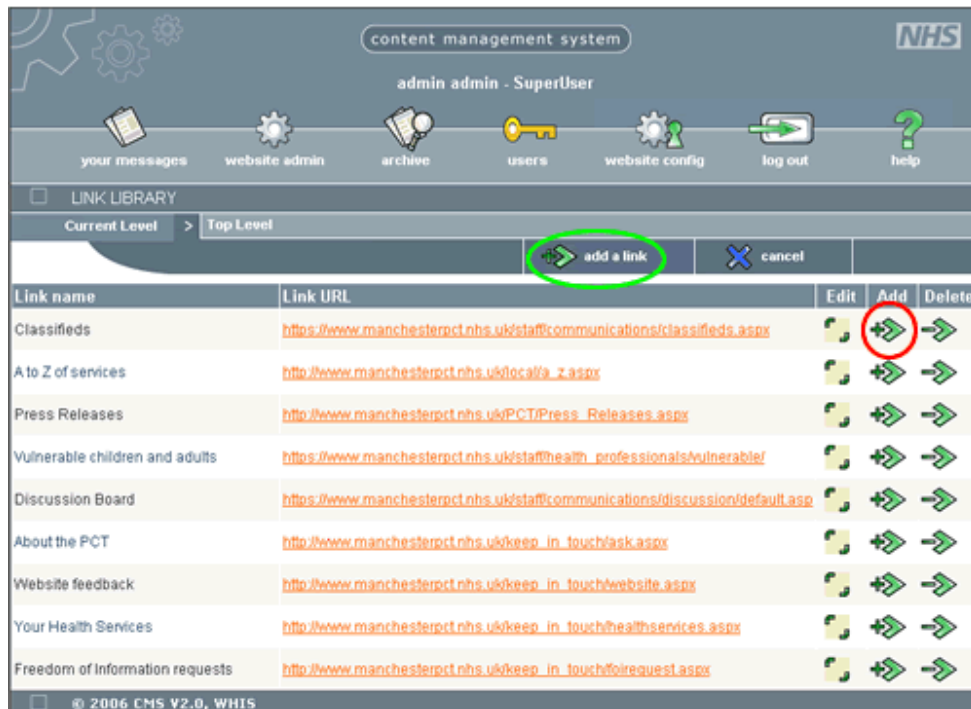 content management system
NHS
admin admin - SuperUser
your messages website admin archive users website config log out help
LINK LIBRARY
Current Level > Top Level
add a link cancel
Link name Link URL Edit Add Delete
Classifieds https://www.manchesterpct.nhs.uk/staff/communications/classifieds.aspx
A to Z of services http://www.manchesterpct.nhs.uk/local/a_z.aspx
Press Releases http://www.manchesterpct.nhs.uk/PCT/Press_Releases.aspx
Vulnerable children and adults https://www.manchesterpct.nhs.uk/staff/health_professionals/vulnerable/
Discussion Board https://www.manchesterpct.nhs.uk/staff/communications/discussion/default.asp
About the PCT http://www.manchesterpct.nhs.uk/keep_in_touch/ask.aspx
Website feedback http://www.manchesterpct.nhs.uk/keep_in_touch/website.aspx
Your Health Services http://www.manchesterpct.nhs.uk/keep_in_touch/healthservices.aspx
Freedom of Information requests http://www.manchesterpct.nhs.uk/keep_in_touch/foirequest.aspx
© 2006 CMS V2.0, WHIS